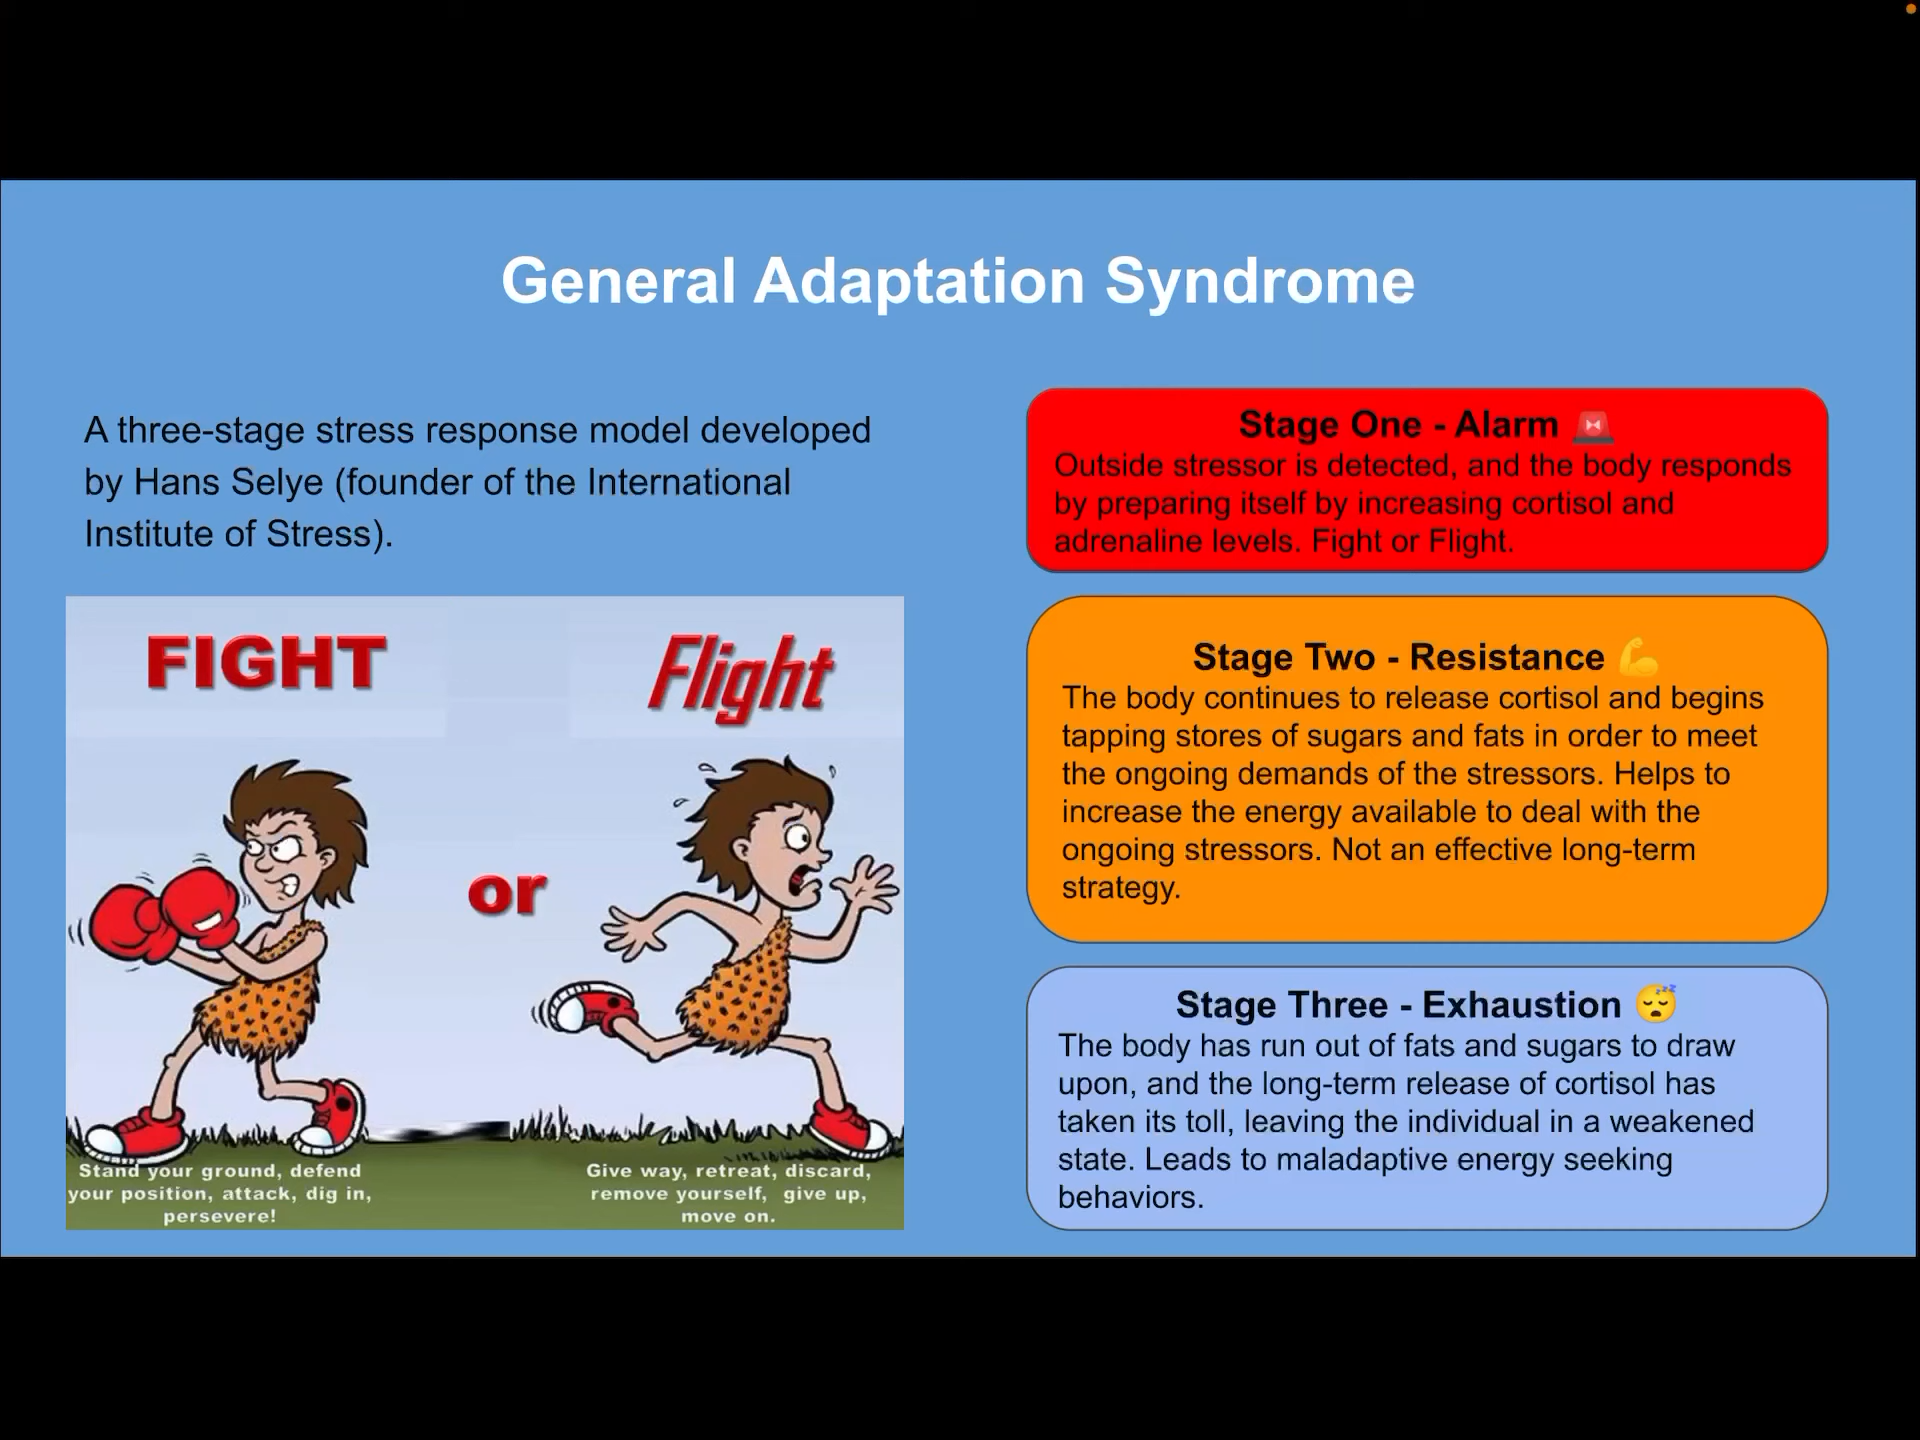 General Adaptation Syndrome
A three-stage stress response model developed
by Hans Selye (founder of the International
Institute of Stress).
FIGHT
or
Flight
Stand your ground, defend
your position, attack, dig in,
persevere!
Give way, retreat, discard,
remove yourself, give up,
move on.
Stage One - Alarm 🚨
Outside stressor is detected, and the body responds
by preparing itself by increasing cortisol and
adrenaline levels. Fight or Flight.
Stage Two - Resistance 💪
The body continues to release cortisol and begins
tapping stores of sugars and fats in order to meet
the ongoing demands of the stressors. Helps to
increase the energy available to deal with the
ongoing stressors. Not an effective long-term
strategy.
Stage Three - Exhaustion 😴
The body has run out of fats and sugars to draw
upon, and the long-term release of cortisol has
taken its toll, leaving the individual in a weakened
state. Leads to maladaptive energy seeking
behaviors.